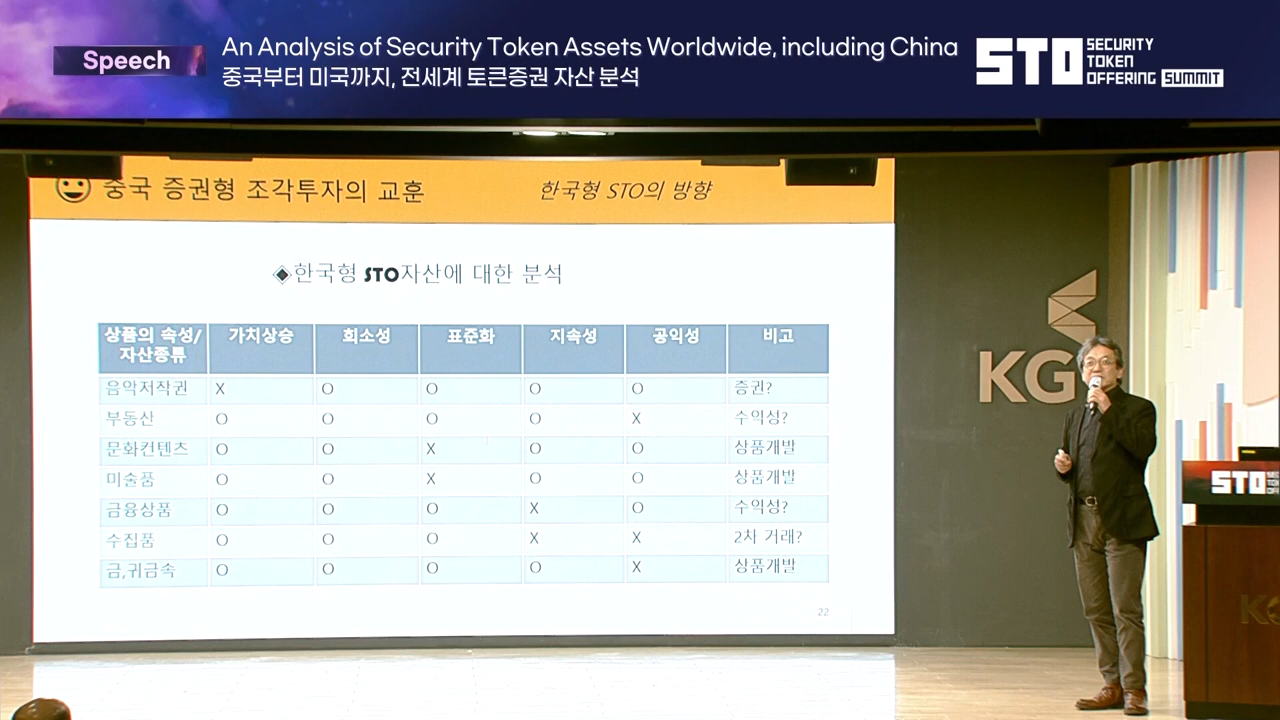 Speech
An Analysis of Security Token Assets Worldwide, including China
중국부터 미국까지, 전세계 토큰증권 자산 분석
STO SECURITY
TOKEN
OFFERING SUMMIT
중국 증권형 조각투자의 교훈 한국형 STO의 방향
◈한국형 STO자산에 대한 분석
상품의 속성/자산종류 가치상승 희소성 표준화 지속성 공익성 비고
음악저작권 X O O O O 증권?
부동산 O O O O X 수익성?
문화컨텐츠 O O X O O 상품개발
미술품 O O X O O 상품개발
금융상품 O O O X O 수익성?
수집품 O O O X X 2차 거래?
금,귀금속 O O O O X 상품개발
22
KG
STO